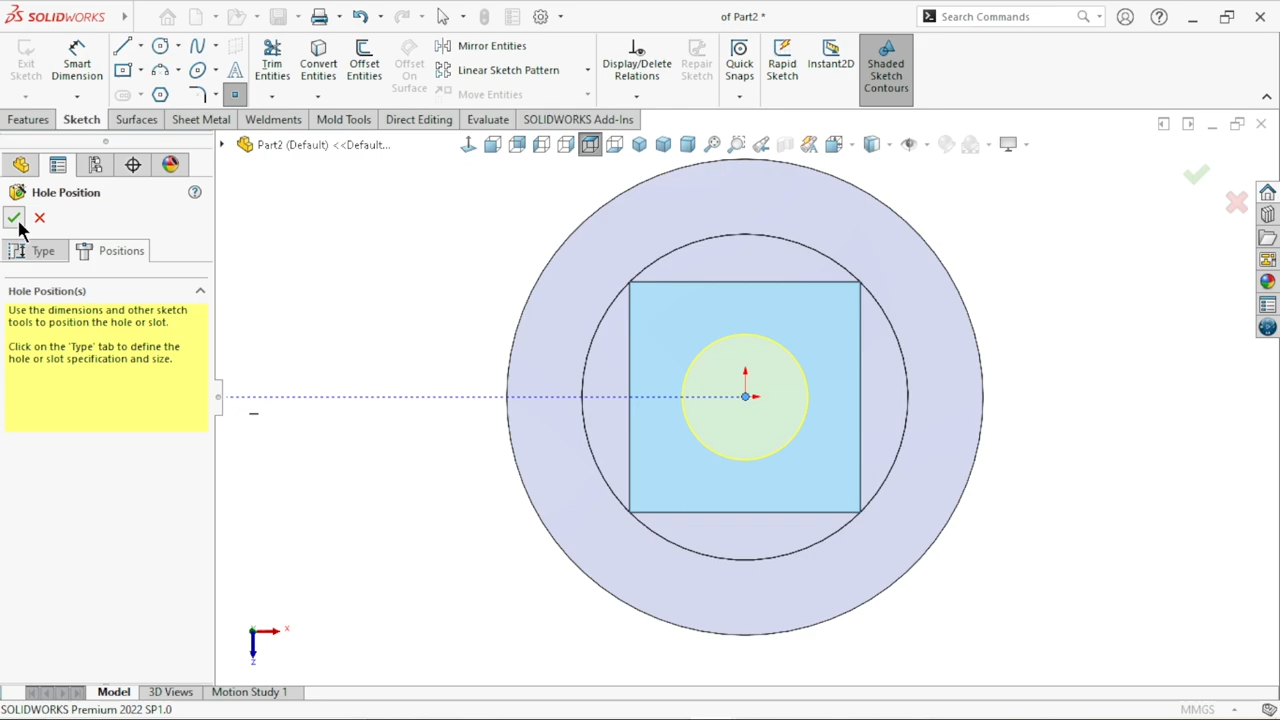 SOLIDWORKS
of Part2 *
Search Commands
Exit Sketch
Smart Dimension
Trim Entities
Convert Entities
Offset Entities
Offset On Surface
Mirror Entities
Linear Sketch Pattern
Move Entities
Display/Delete Relations
Repair Sketch
Quick Snaps
Rapid Sketch
Instant2D
Shaded Sketch Contours
Features
Sketch
Surfaces
Sheet Metal
Weldments
Mold Tools
Direct Editing
Evaluate
SOLIDWORKS Add-Ins
Part2 (Default) <<Default...
Hole Position
Type
Positions
Hole Position(s)
Use the dimensions and other sketch
tools to position the hole or slot.
Click on the 'Type' tab to define the
hole or slot specification and size.
x
z
Model
3D Views
Motion Study 1
SOLIDWORKS Premium 2022 SP1.0
MMGS